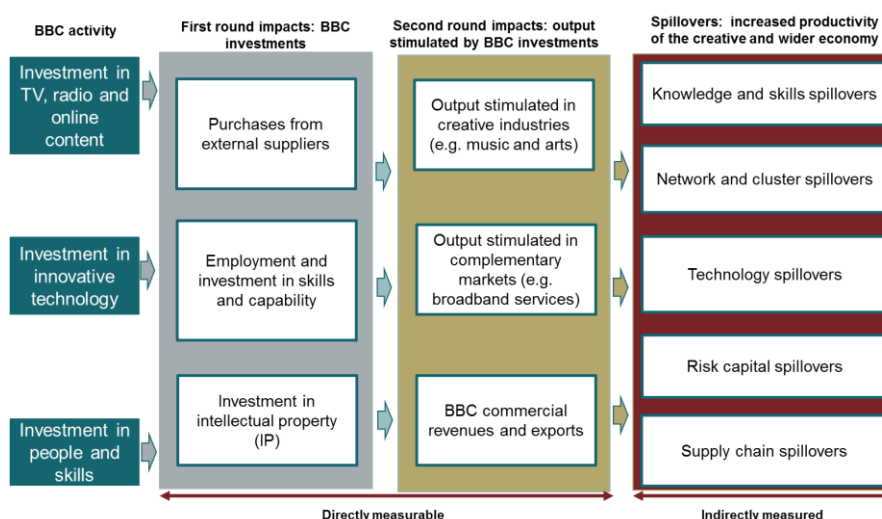 BBC activity
Investment in
TV, radio and
online
content
Investment in
innovative
technology
Investment in
people and
skills
First round impacts: BBC
investments
Purchases from
external suppliers
Employment and
investment in skills
and capability
Investment in
intellectual property
(IP)
Second round impacts: output
stimulated by BBC investments
Output stimulated in
creative industries
(e.g. music and arts)
Output stimulated in
complementary
markets (e.g.
broadband services)
BBC commercial
revenues and exports
Spillovers: increased productivity
of the creative and wider economy
Knowledge and skills spillovers
Network and cluster spillovers
Technology spillovers
Risk capital spillovers
Supply chain spillovers
Directly measurable
Indirectly measured